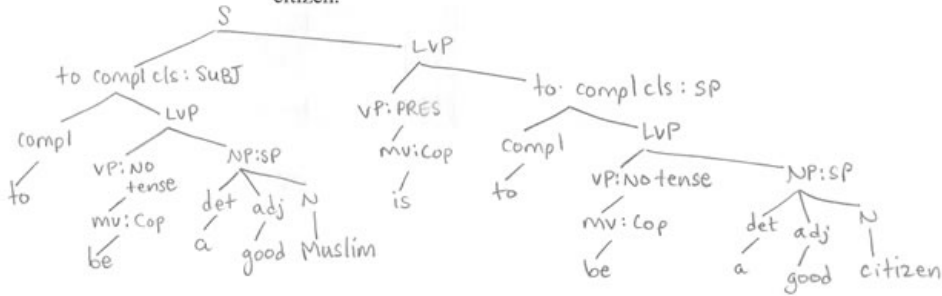 citizen.
S
LVP
to compl cls: SUBJ
to compl cls: SP
compl
LVP
VP: PRES
compl
LVP
to
VP: NO tense
NP:SP
mv: Cop
to
VP: NO tense
NP:SP
mv: Cop
det adj N
is
mv: Cop
det adj N
be
a good Muslim
be
a good citizen